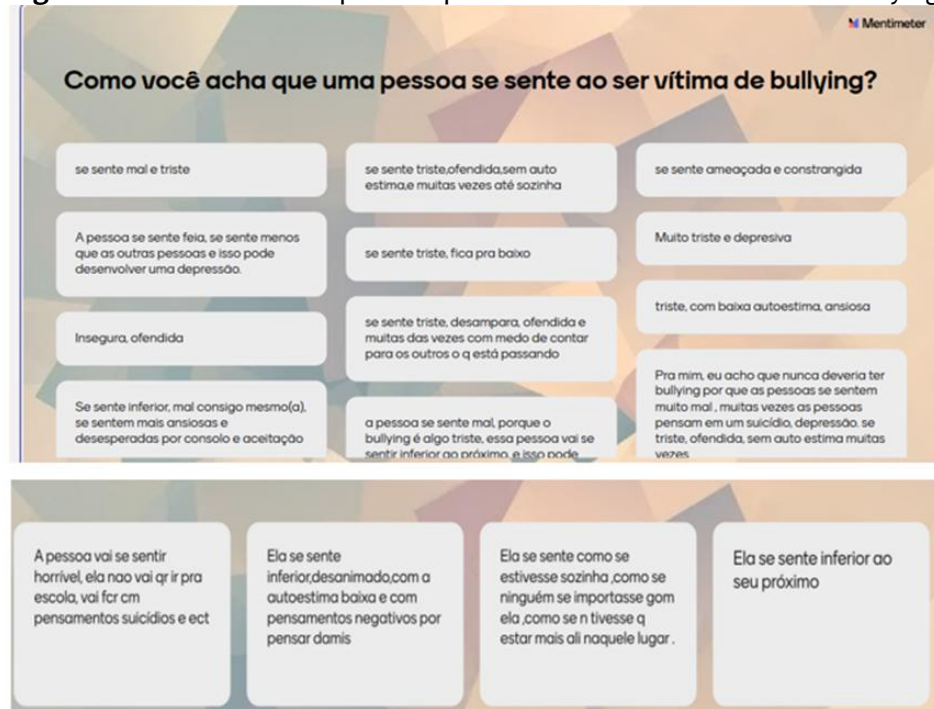 Mentimeter
Como você acha que uma pessoa se sente ao ser vítima de bullying?
se sente mal e triste
A pessoa se sente feia, se sente menos
que as outras pessoas e isso pode
desenvolver uma depressão.
Insegura, ofendida
Se sente inferior, mal consigo mesmo(a),
se sentem mais ansiosas e
desesperadas por consolo e aceitação
se sente triste,ofendida,sem auto
estima,e muitas vezes até sozinha
se sente triste, fica pra baixo
se sente triste, desampara, ofendida e
muitas das vezes com medo de contar
para os outros o q está passando
a pessoa se sente mal, porque o
bullying é algo triste, essa pessoa vai se
sentir inferior ao próximo, e isso pode
se sente ameaçada e constrangida
Muito triste e depresiva
triste, com baixa autoestima, ansiosa
Pra mim, eu acho que nunca deveria ter
bullying por que as pessoas se sentem
muito mal , muitas vezes as pessoas
pensam em um suicídio, depressão. se
triste, ofendida, sem auto estima muitas
vezes
A pessoa vai se sentir
horrível, ela nao vai qr ir pra
escola, vai fcr cm
pensamentos suicídios e ect
Ela se sente
inferior,desanimado,com a
autoestima baixa e com
pensamentos negativos por
pensar damis
Ela se sente como se
estivesse sozinha ,como se
ninguém se importasse gom
ela ,como se n tivesse q
estar mais ali naquele lugar .
Ela se sente inferior ao
seu próximo